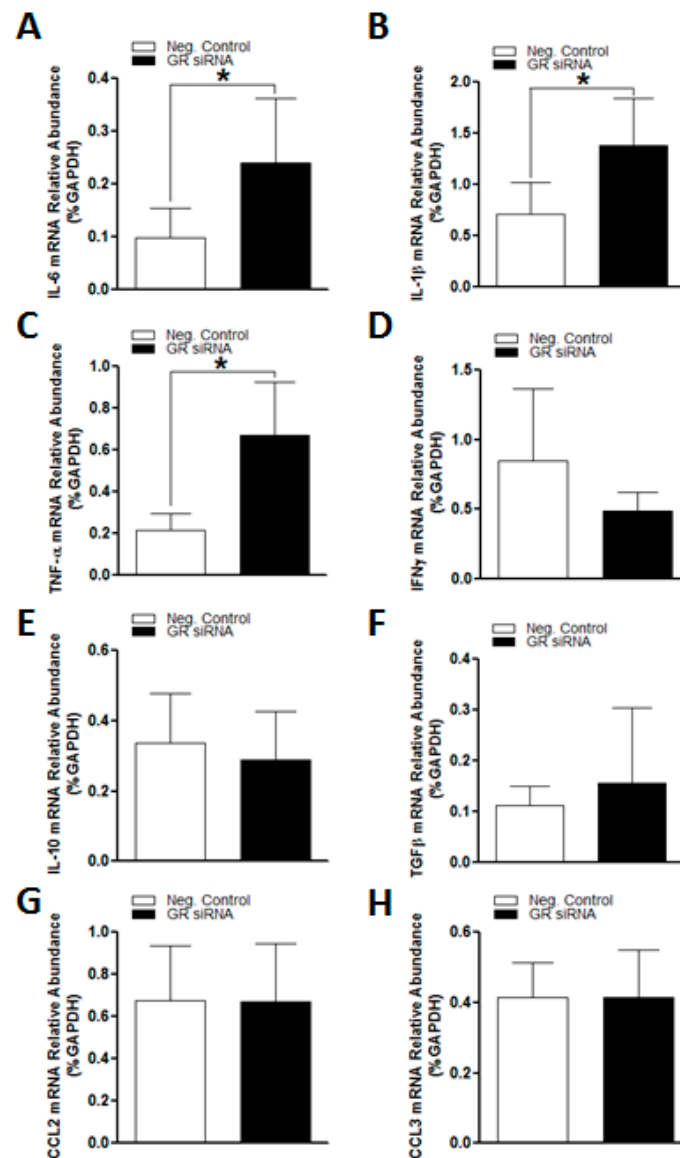 A
Neg. Control
GR siRNA
IL-6 mRNA Relative Abundance
(%GAPDH)
0.4
0.3
0.2
0.1
0.0
*
B
Neg. Control
GR siRNA
IL-1β mRNA Relative Abundance
(%GAPDH)
2.0
1.5
1.0
0.5
0.0
*
C
Neg. Control
GR siRNA
TNF-α mRNA Relative Abundance
(%GAPDH)
1.0
0.8
0.6
0.4
0.2
0.0
*
D
Neg. Control
GR siRNA
IFNγ mRNA Relative Abundance
(%GAPDH)
1.5
1.0
0.5
0.0
E
Neg. Control
GR siRNA
IL-10 mRNA Relative Abundance
(%GAPDH)
0.6
0.4
0.2
0.0
F
Neg. Control
GR siRNA
TGFβ mRNA Relative Abundance
(%GAPDH)
0.4
0.3
0.2
0.1
0.0
G
Neg. Control
GR siRNA
CCL2 mRNA Relative Abundance
(%GAPDH)
1.0
0.8
0.6
0.4
0.2
0.0
H
Neg. Control
GR siRNA
CCL3 mRNA Relative Abundance
(%GAPDH)
0.6
0.4
0.2
0.0